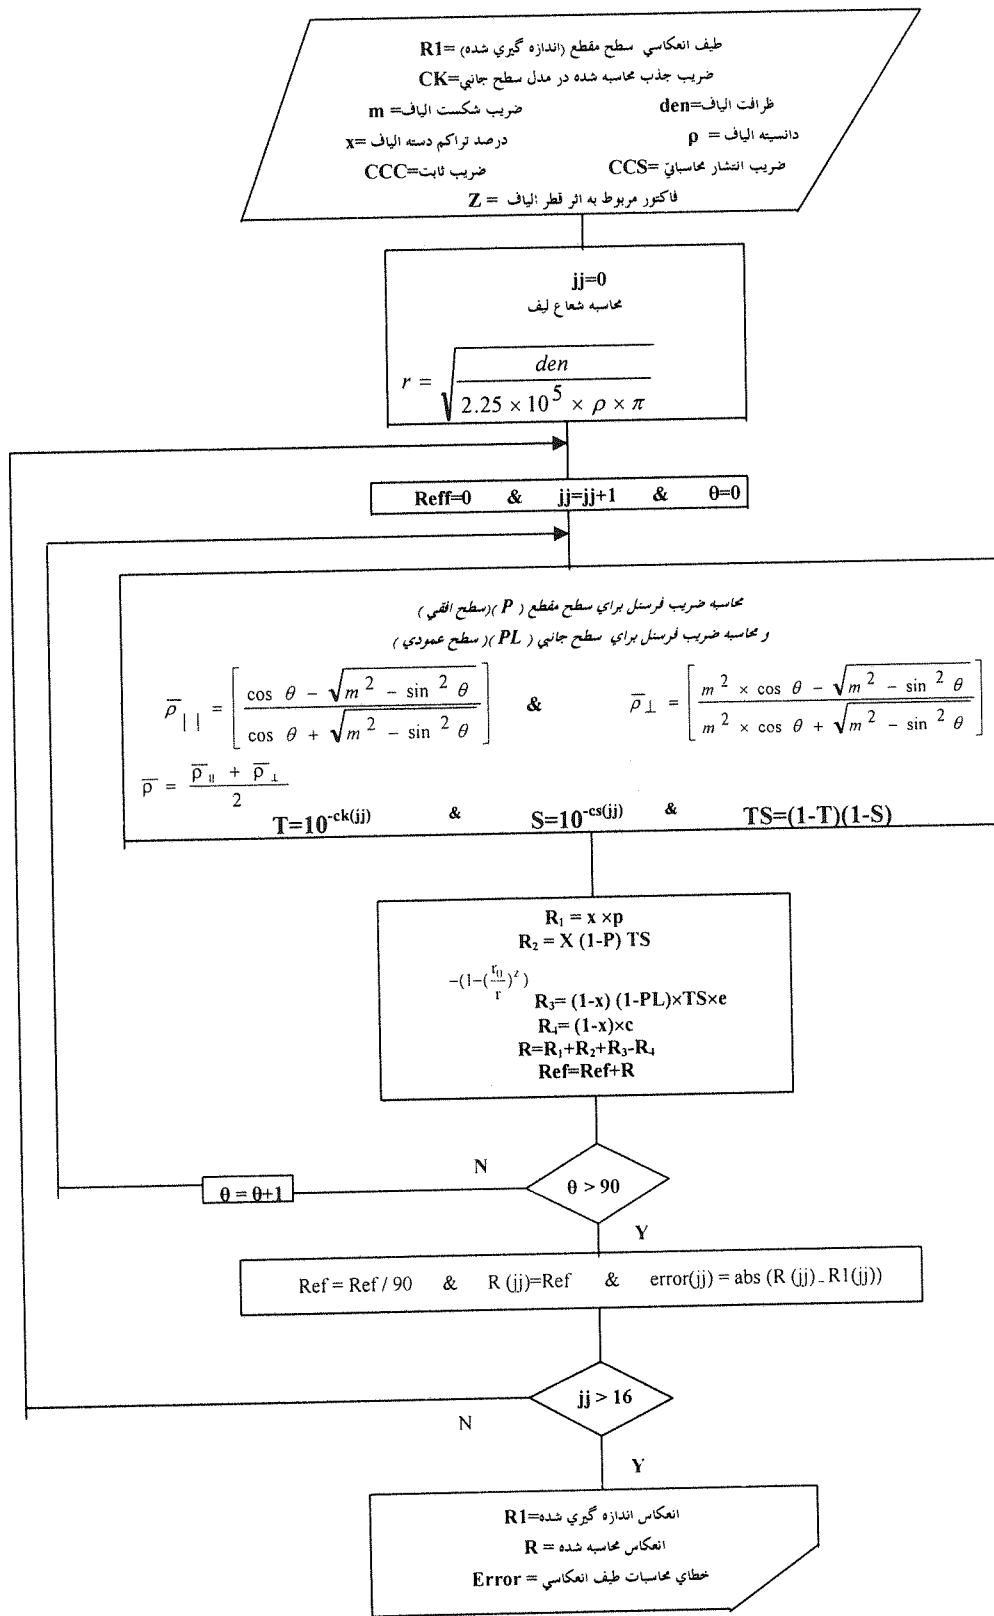 R1= طيف انعكاسي سطح مقطع (اندازه گيري شده)
CK= ضريب جذب محاسبه شده در مدل سطح جانبي
den= ظرافت الياف m = ضريب شكست الياف
ρ = دانسيته الياف x= درصد تراكم دسته الياف
CCS= ضريب انتشار محاسباتي CCC= ضريب ثابت
Z = فاكتور مربوط به اثر قطر الياف
jj=0
محاسبه شعاع ليف
r = √(den / (2.25 × 10^5 × ρ × π))
Reff=0 & jj=jj+1 & θ=0
محاسبه ضريب فرسنل براي سطح مقطع ( P )(سطح افقي )
و محاسبه ضريب فرسنل براي سطح جانبي ( PL )( سطح عمودي )
ρ̅ || = [(cos θ − √(m² − sin² θ)) / (cos θ + √(m² − sin² θ))] & ρ̅ ⊥ = [(m² × cos θ − √(m² − sin² θ)) / (m² × cos θ + √(m² − sin² θ))]
ρ̅ = (ρ̅ || + ρ̅ ⊥) / 2
T=10^-ck(jj) & S=10^-cs(jj) & TS=(1-T)(1-S)
R₁ = x ×p
R₂ = X (1-P) TS
−(1−(r₀/r)^z)
R₃= (1-x) (1-PL)×TS×e
R₄= (1-x)×c
R=R₁+R₂+R₃-R₄
Ref=Ref+R
θ > 90
N
θ = θ+1
Y
Ref = Ref / 90 & R (jj)=Ref & error(jj) = abs (R (jj) - R1(jj))
jj > 16
N
Y
R1= انعكاس اندازه گيري شده
R = انعكاس محاسبه شده
Error = خطاي محاسبات طيف انعكاسي